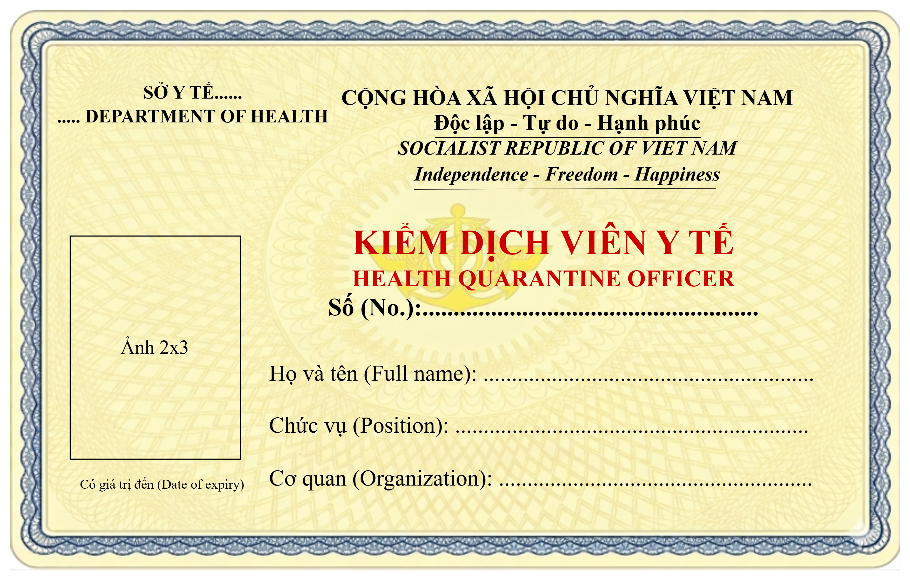 SỞ Y TẾ......
..... DEPARTMENT OF HEALTH
CỘNG HÒA XÃ HỘI CHỦ NGHĨA VIỆT NAM
Độc lập - Tự do - Hạnh phúc
SOCIALIST REPUBLIC OF VIET NAM
Independence - Freedom - Happiness
KIỂM DỊCH VIÊN Y TẾ
HEALTH QUARANTINE OFFICER
Số (No.):......................................................
Ảnh 2x3
Họ và tên (Full name): .........................................................
Chức vụ (Position): .............................................................
Cơ quan (Organization): ......................................................
Có giá trị đến (Date of expiry)